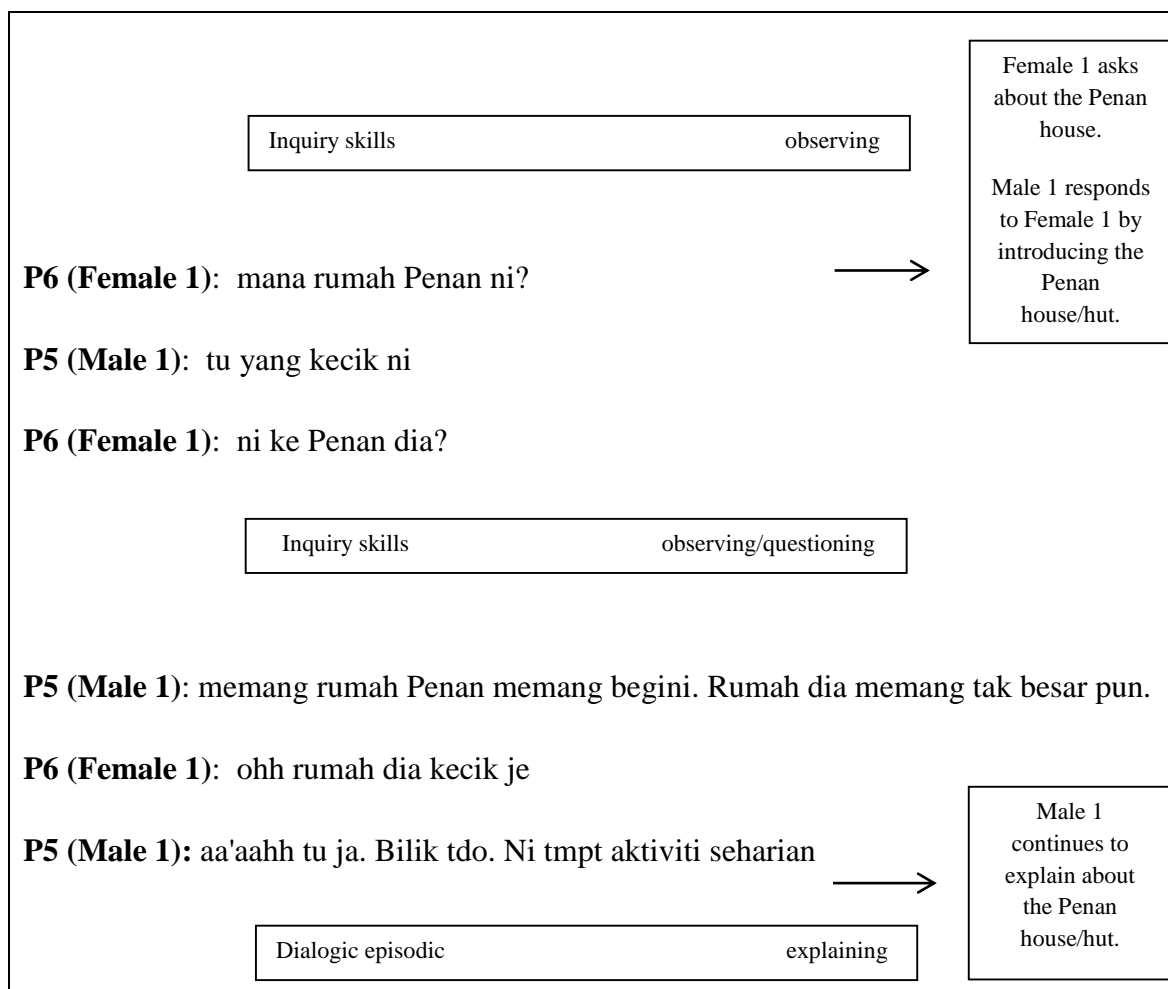 Female 1 asks
about the Penan
house.
Male 1 responds
to Female 1 by
introducing the
Penan
house/hut.
Inquiry skills observing
P6 (Female 1): mana rumah Penan ni?
P5 (Male 1): tu yang kecik ni
P6 (Female 1): ni ke Penan dia?
Inquiry skills observing/questioning
P5 (Male 1): memang rumah Penan memang begini. Rumah dia memang tak besar pun.
P6 (Female 1): ohh rumah dia kecik je
P5 (Male 1): aa'aahh tu ja. Bilik tdo. Ni tmpt aktiviti seharian
Male 1
continues to
explain about
the Penan
house/hut.
Dialogic episodic explaining